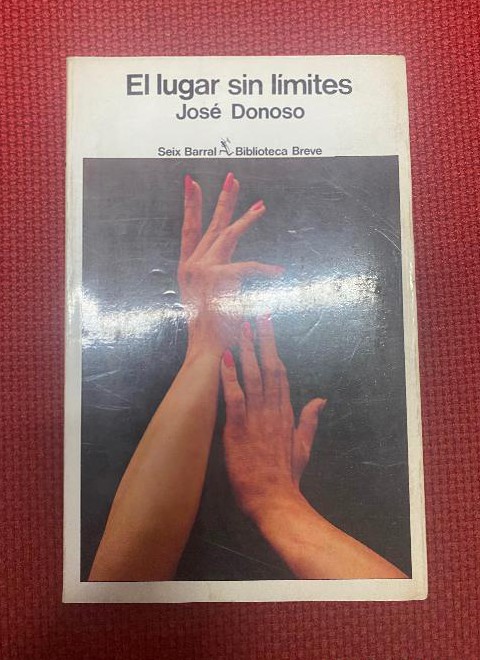 El lugar sin límites
José Donoso
Seix Barral Biblioteca Breve